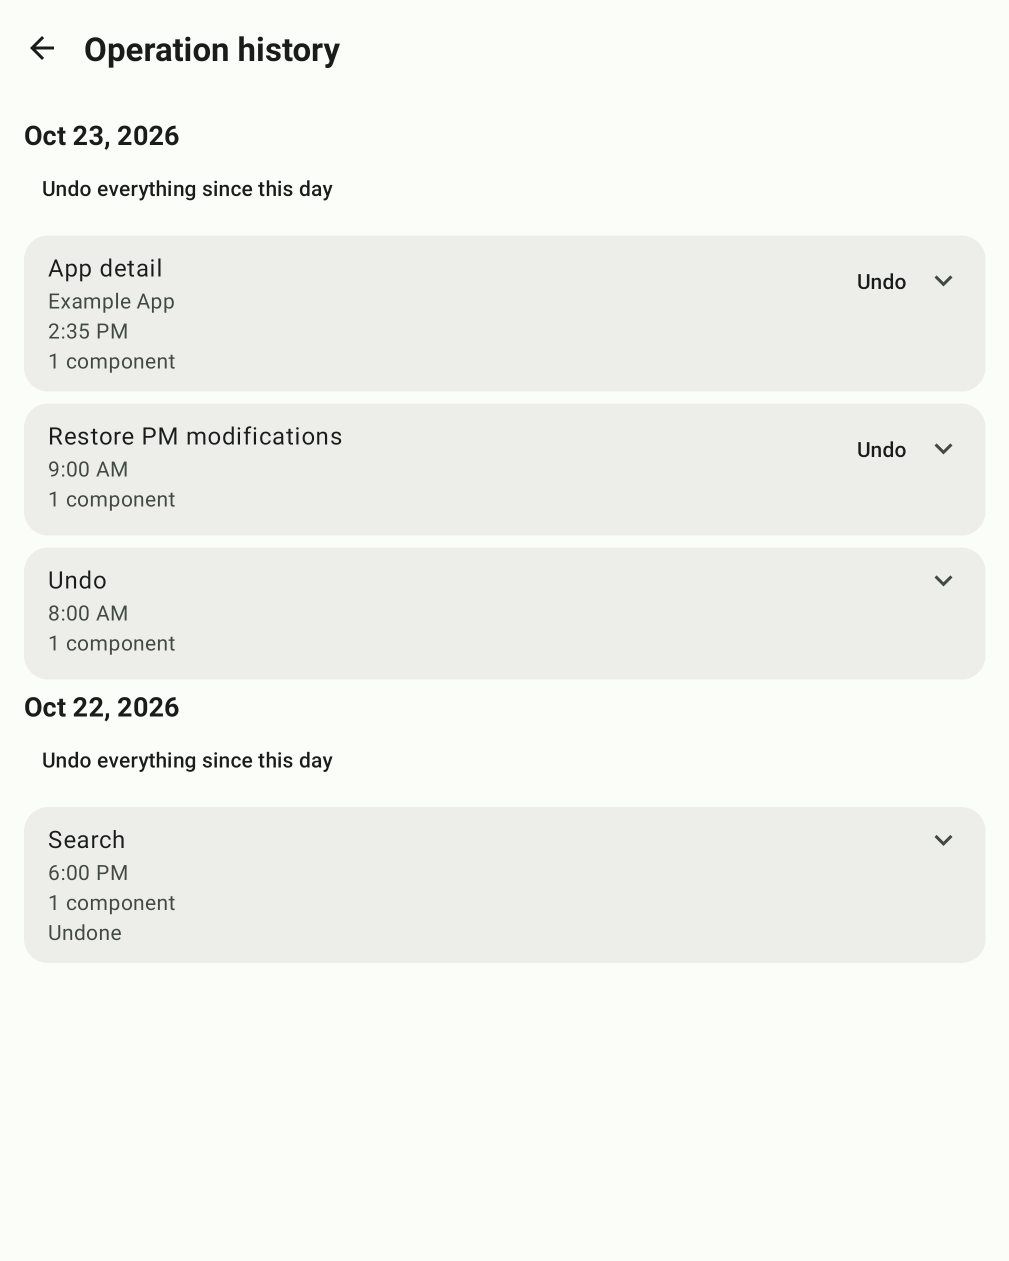 Operation history
Oct 23, 2026
Undo everything since this day
App detail
Example App
2:35 PM
1 component
Undo
Restore PM modifications
9:00 AM
1 component
Undo
Undo
8:00 AM
1 component
Oct 22, 2026
Undo everything since this day
Search
6:00 PM
1 component
Undone